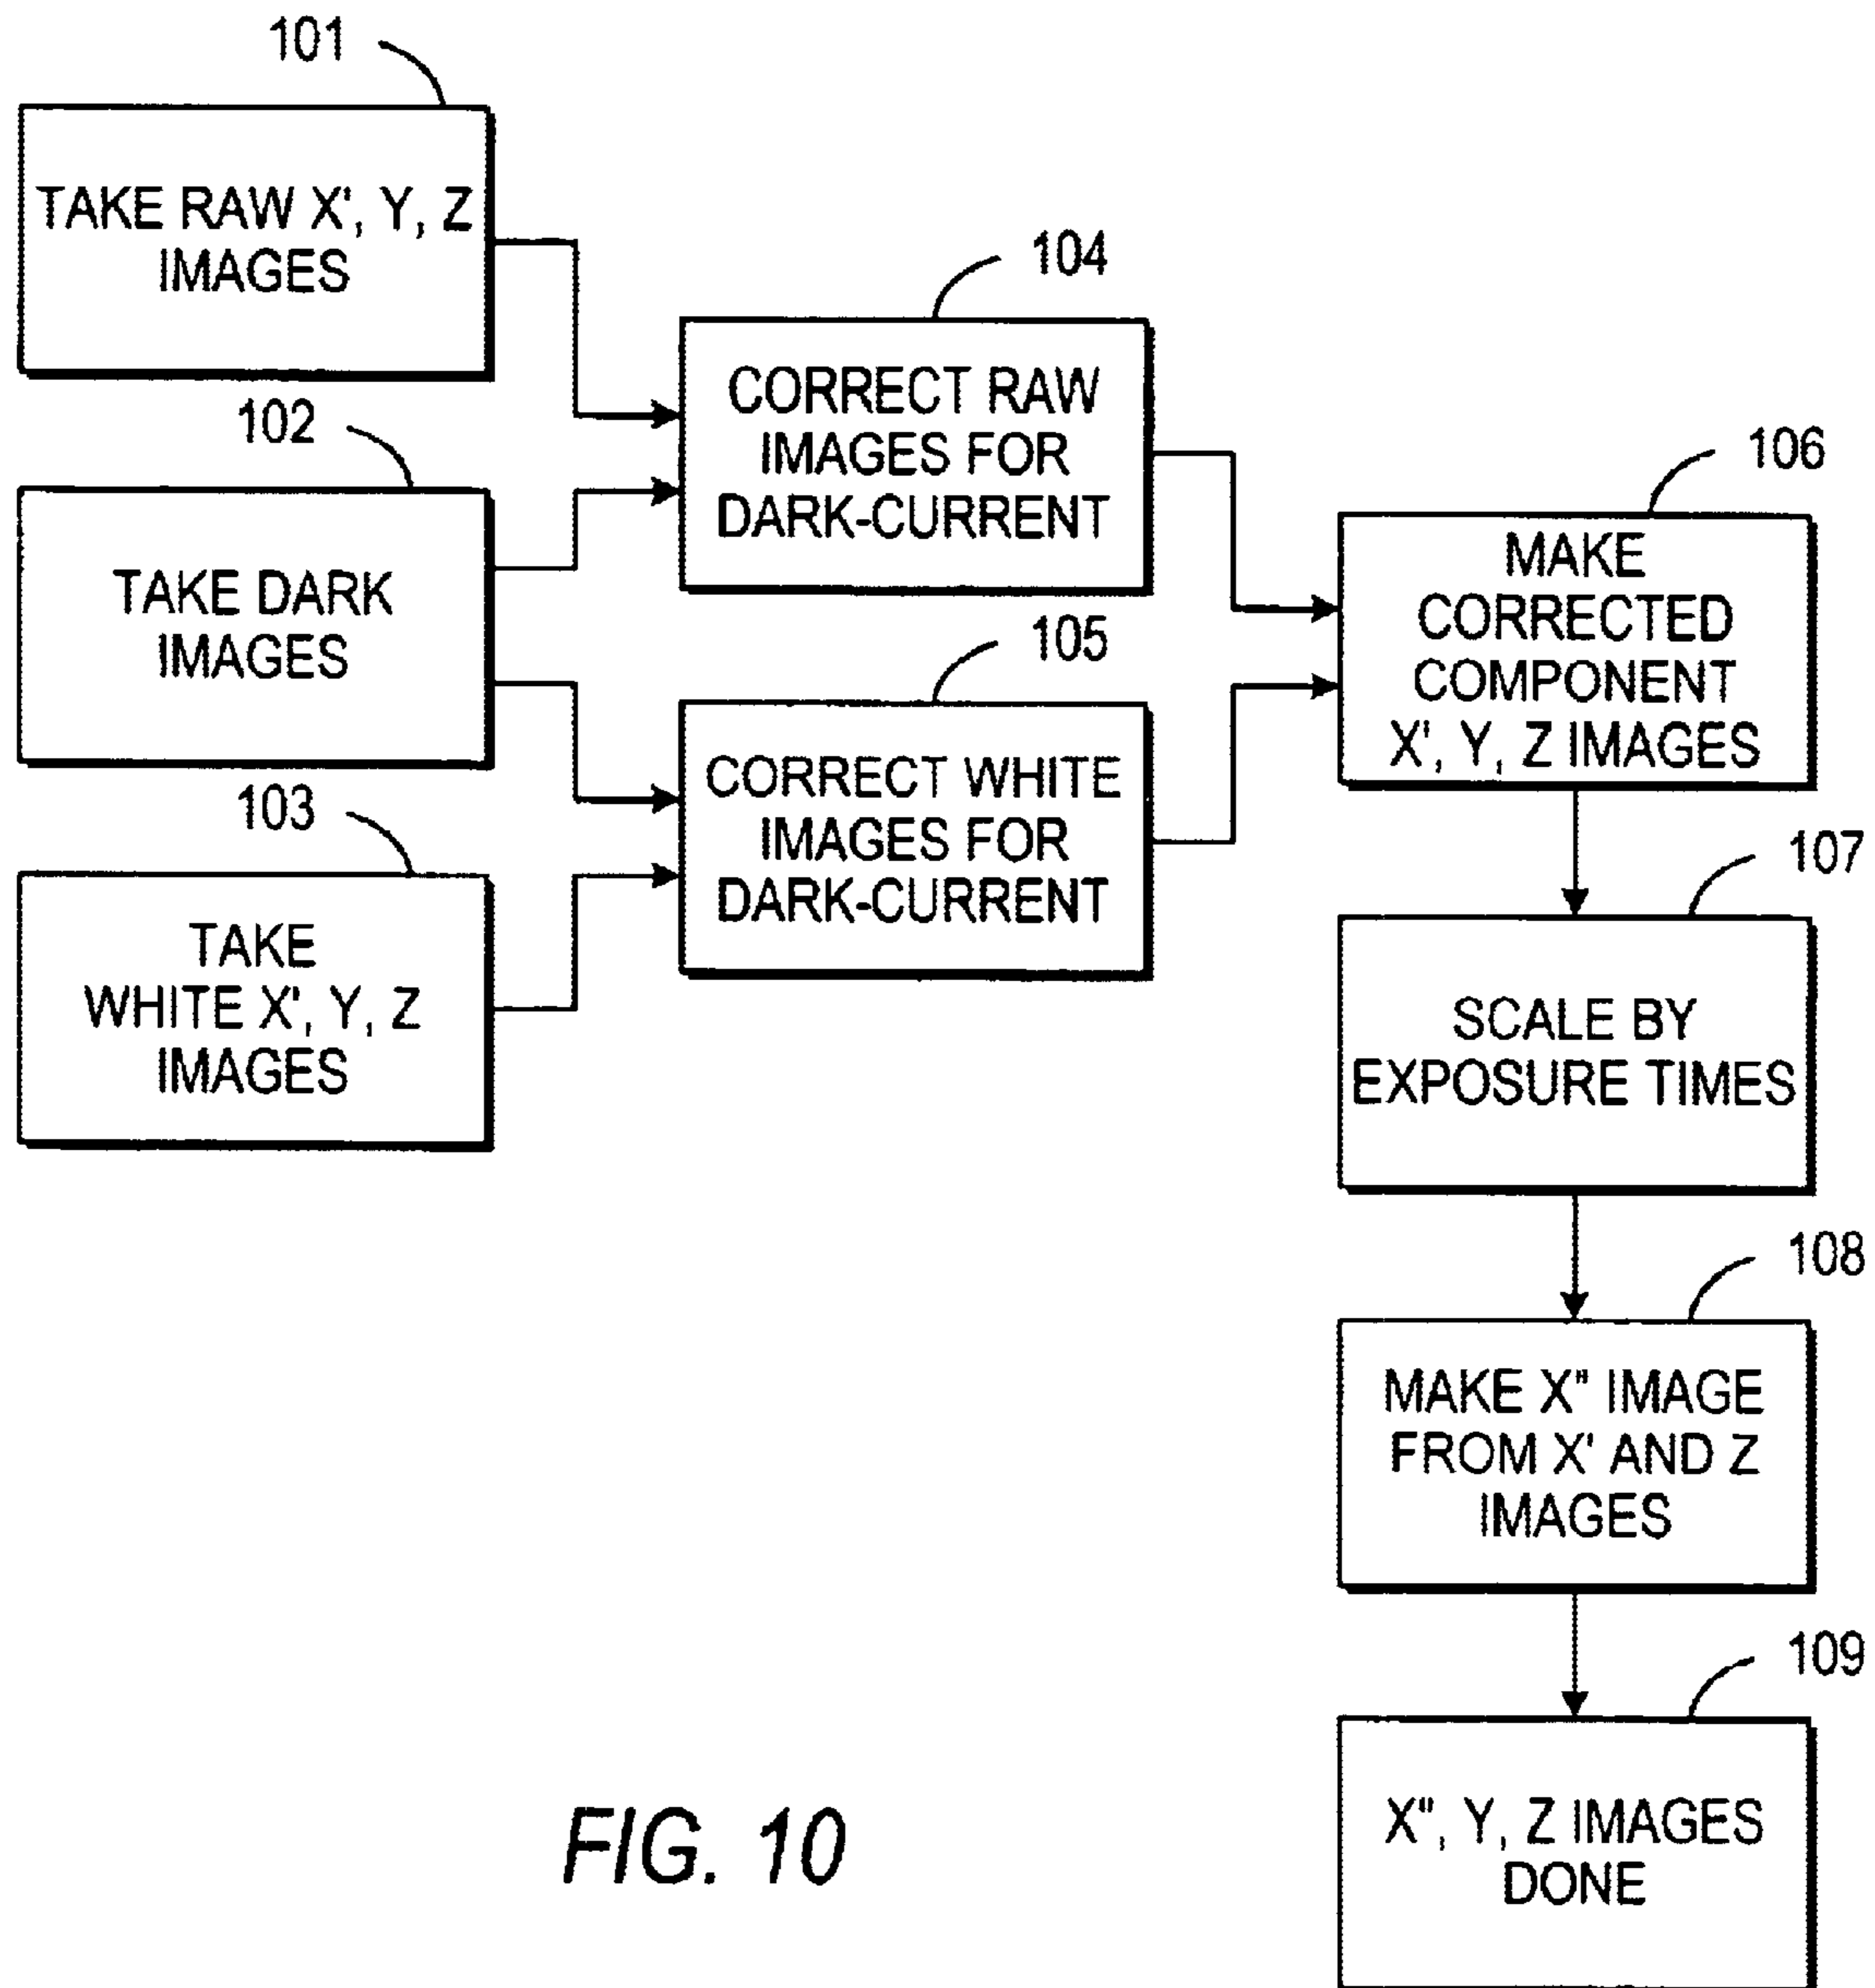 101
TAKE RAW X', Y, Z
IMAGES
102
TAKE DARK
IMAGES
103
TAKE
WHITE X', Y, Z
IMAGES
104
CORRECT RAW
IMAGES FOR
DARK-CURRENT
105
CORRECT WHITE
IMAGES FOR
DARK-CURRENT
106
MAKE
CORRECTED
COMPONENT
X', Y, Z IMAGES
107
SCALE BY
EXPOSURE TIMES
108
MAKE X" IMAGE
FROM X' AND Z
IMAGES
109
X", Y, Z IMAGES
DONE
FIG. 10